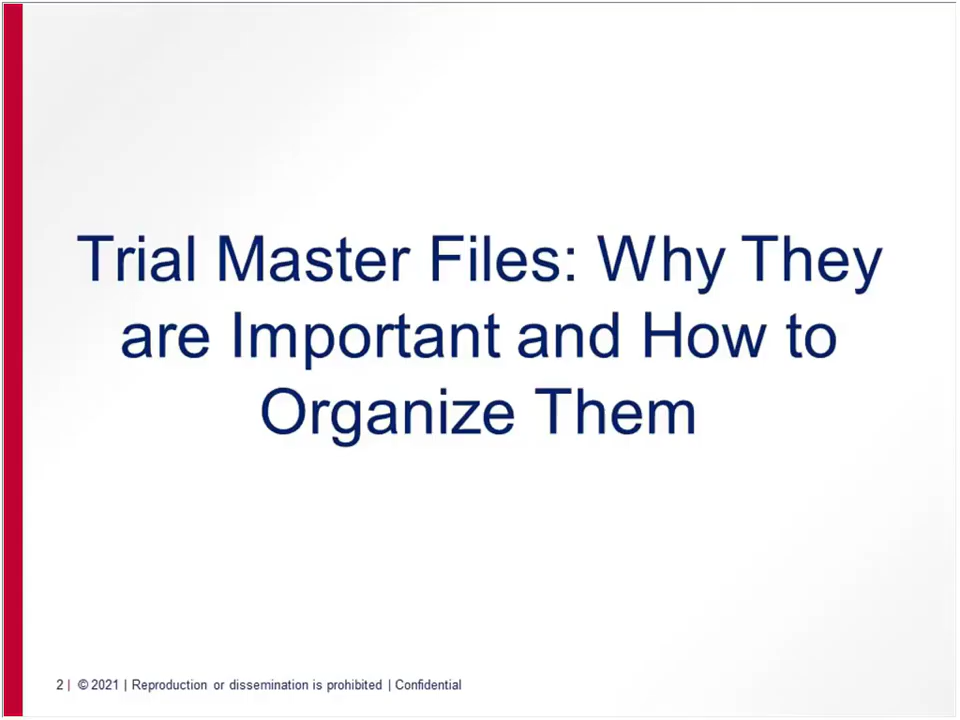 Trial Master Files: Why They
are Important and How to
Organize Them
2 | © 2021 | Reproduction or dissemination is prohibited | Confidential